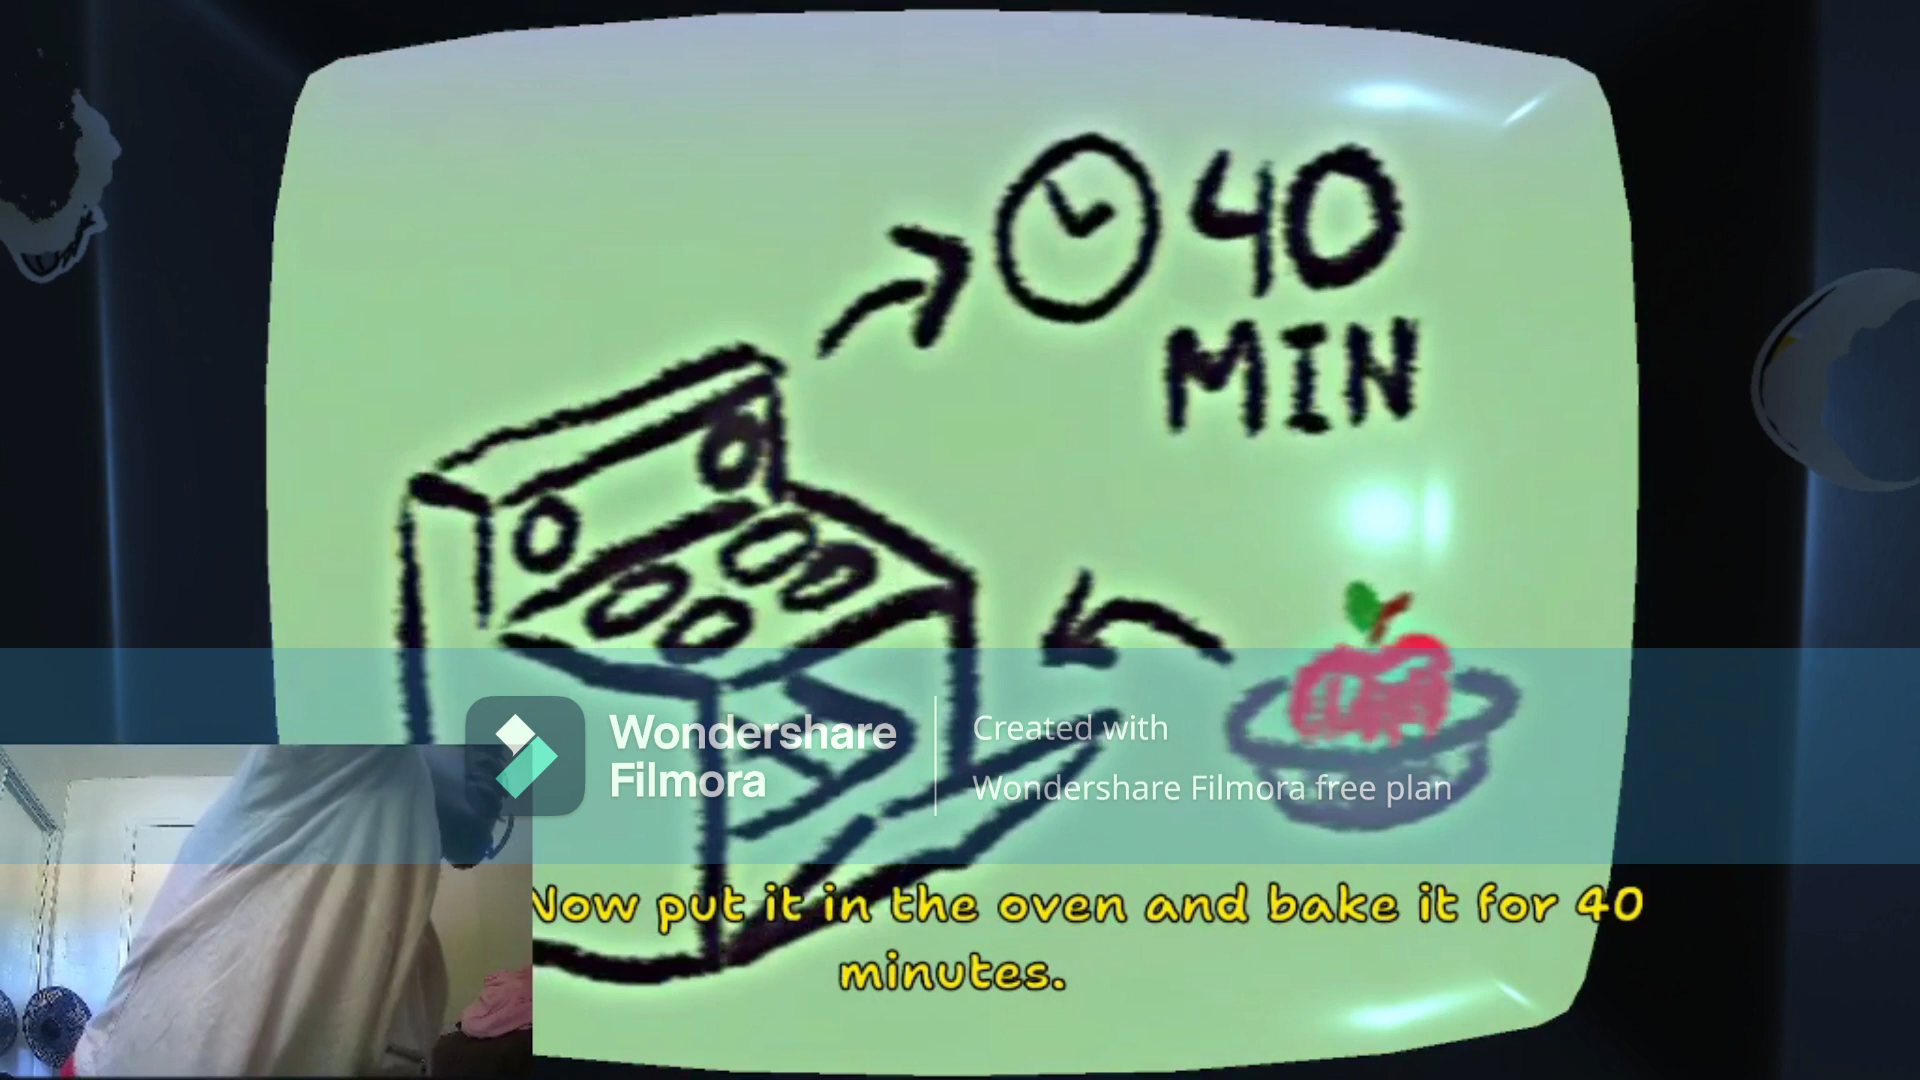 40
MIN
Wondershare
Filmora
Created with
Wondershare Filmora free plan
Now put it in the oven and bake it for 40
minutes.